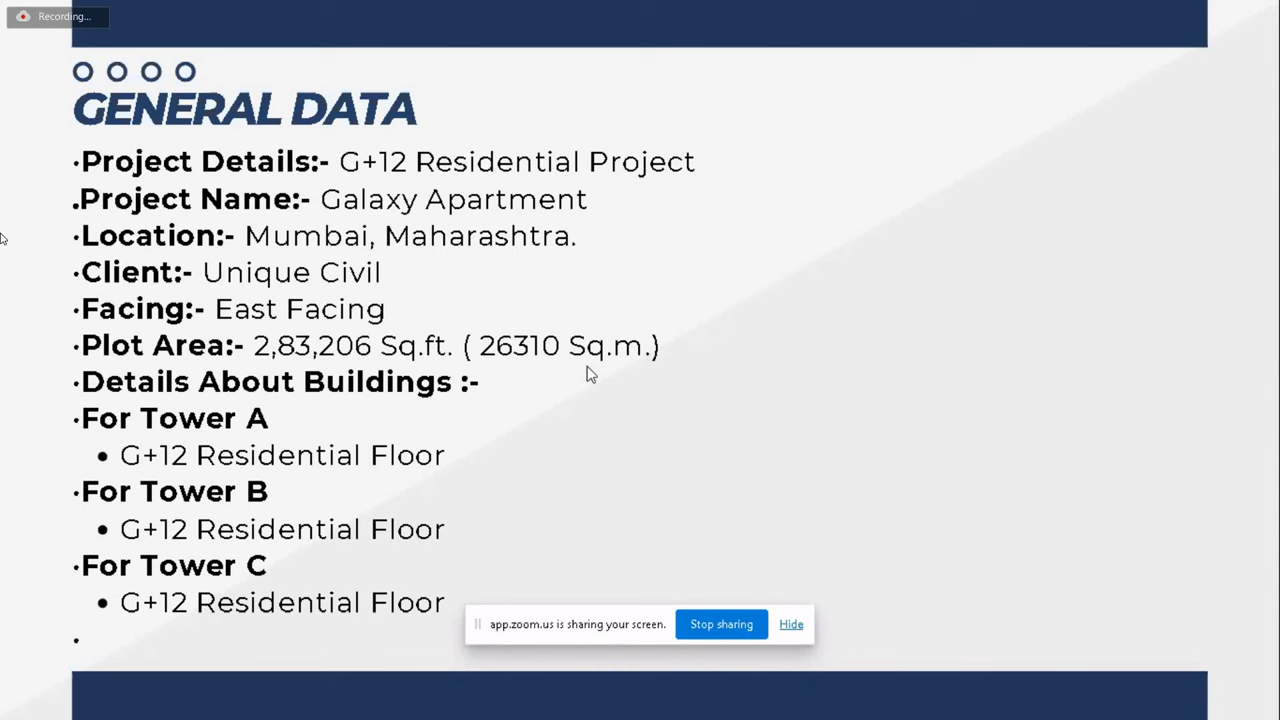 Recording...
GENERAL DATA
·Project Details:- G+12 Residential Project
.Project Name:- Galaxy Apartment
·Location:- Mumbai, Maharashtra.
·Client:- Unique Civil
·Facing:- East Facing
·Plot Area:- 2,83,206 Sq.ft. ( 26310 Sq.m.)
·Details About Buildings :-
·For Tower A
• G+12 Residential Floor
·For Tower B
• G+12 Residential Floor
·For Tower C
• G+12 Residential Floor
·
app.zoom.us is sharing your screen. Stop sharing Hide